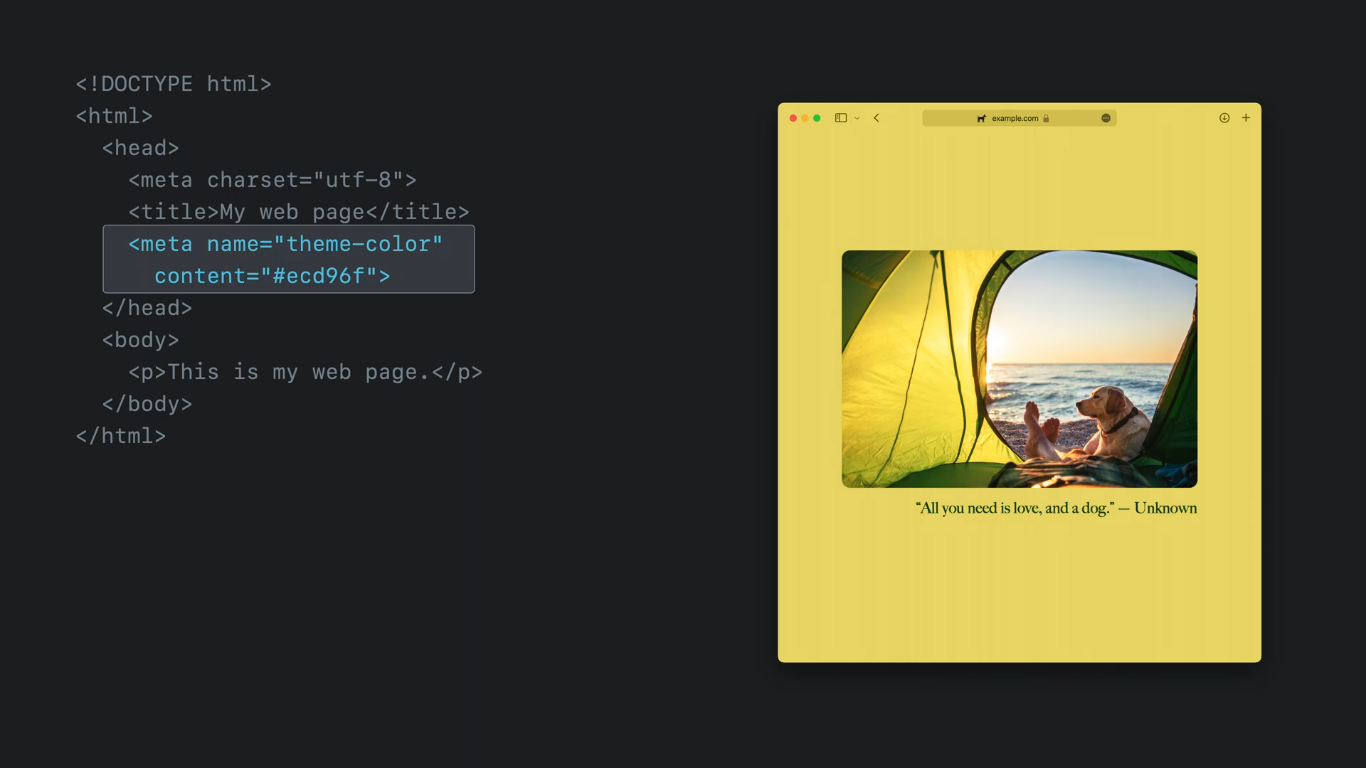 <!DOCTYPE html>
<html>
<head>
<meta charset="utf-8">
<title>My web page</title>
<meta name="theme-color"
content="#ecd96f">
</head>
<body>
<p>This is my web page.</p>
</body>
</html>
example.com
“All you need is love, and a dog.” — Unknown